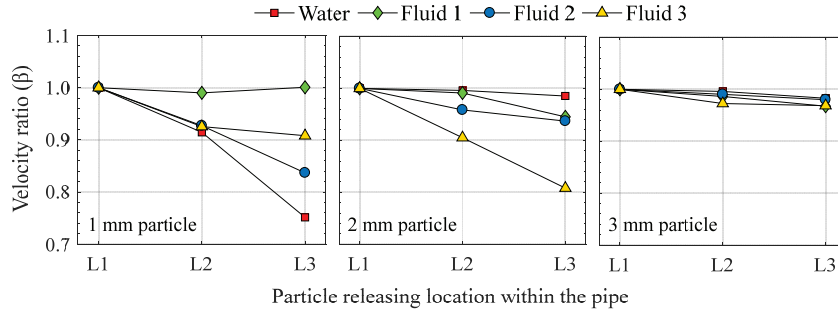 Water Fluid 1 Fluid 2 Fluid 3
Velocity ratio (β)
1.1
1.0
0.9
0.8
0.7
1 mm particle
2 mm particle
3 mm particle
L1 L2 L3
L1 L2 L3
L1 L2 L3
Particle releasing location within the pipe